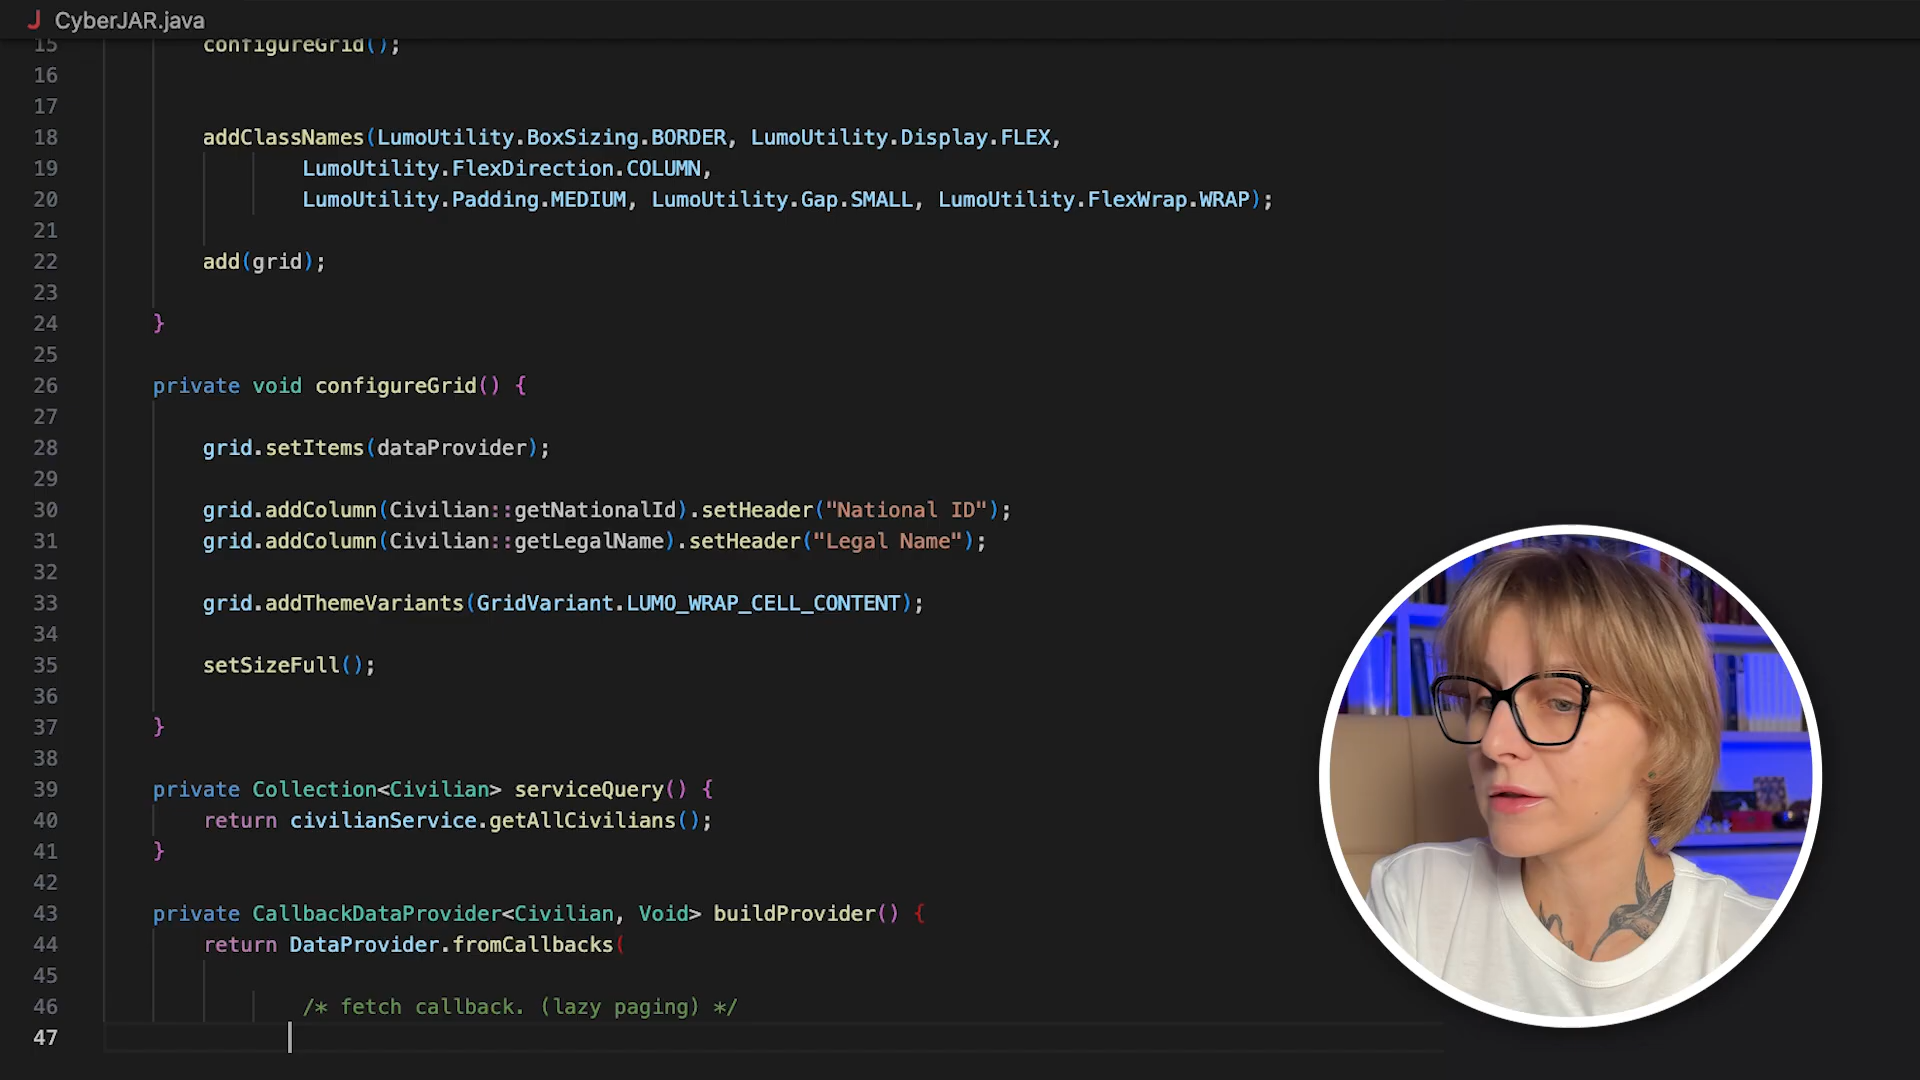 J CyberJAR.java
15 configureGrid();
16
17
18 addClassNames(LumoUtility.BoxSizing.BORDER, LumoUtility.Display.FLEX,
19 LumoUtility.FlexDirection.COLUMN,
20 LumoUtility.Padding.MEDIUM, LumoUtility.Gap.SMALL, LumoUtility.FlexWrap.WRAP);
21
22 add(grid);
23
24 }
25
26 private void configureGrid() {
27
28 grid.setItems(dataProvider);
29
30 grid.addColumn(Civilian::getNationalId).setHeader("National ID");
31 grid.addColumn(Civilian::getLegalName).setHeader("Legal Name");
32
33 grid.addThemeVariants(GridVariant.LUMO_WRAP_CELL_CONTENT);
34
35 setSizeFull();
36
37 }
38
39 private Collection<Civilian> serviceQuery() {
40 return civilianService.getAllCivilians();
41 }
42
43 private CallbackDataProvider<Civilian, Void> buildProvider() {
44 return DataProvider.fromCallbacks(
45
46 /* fetch callback. (lazy paging) */
47